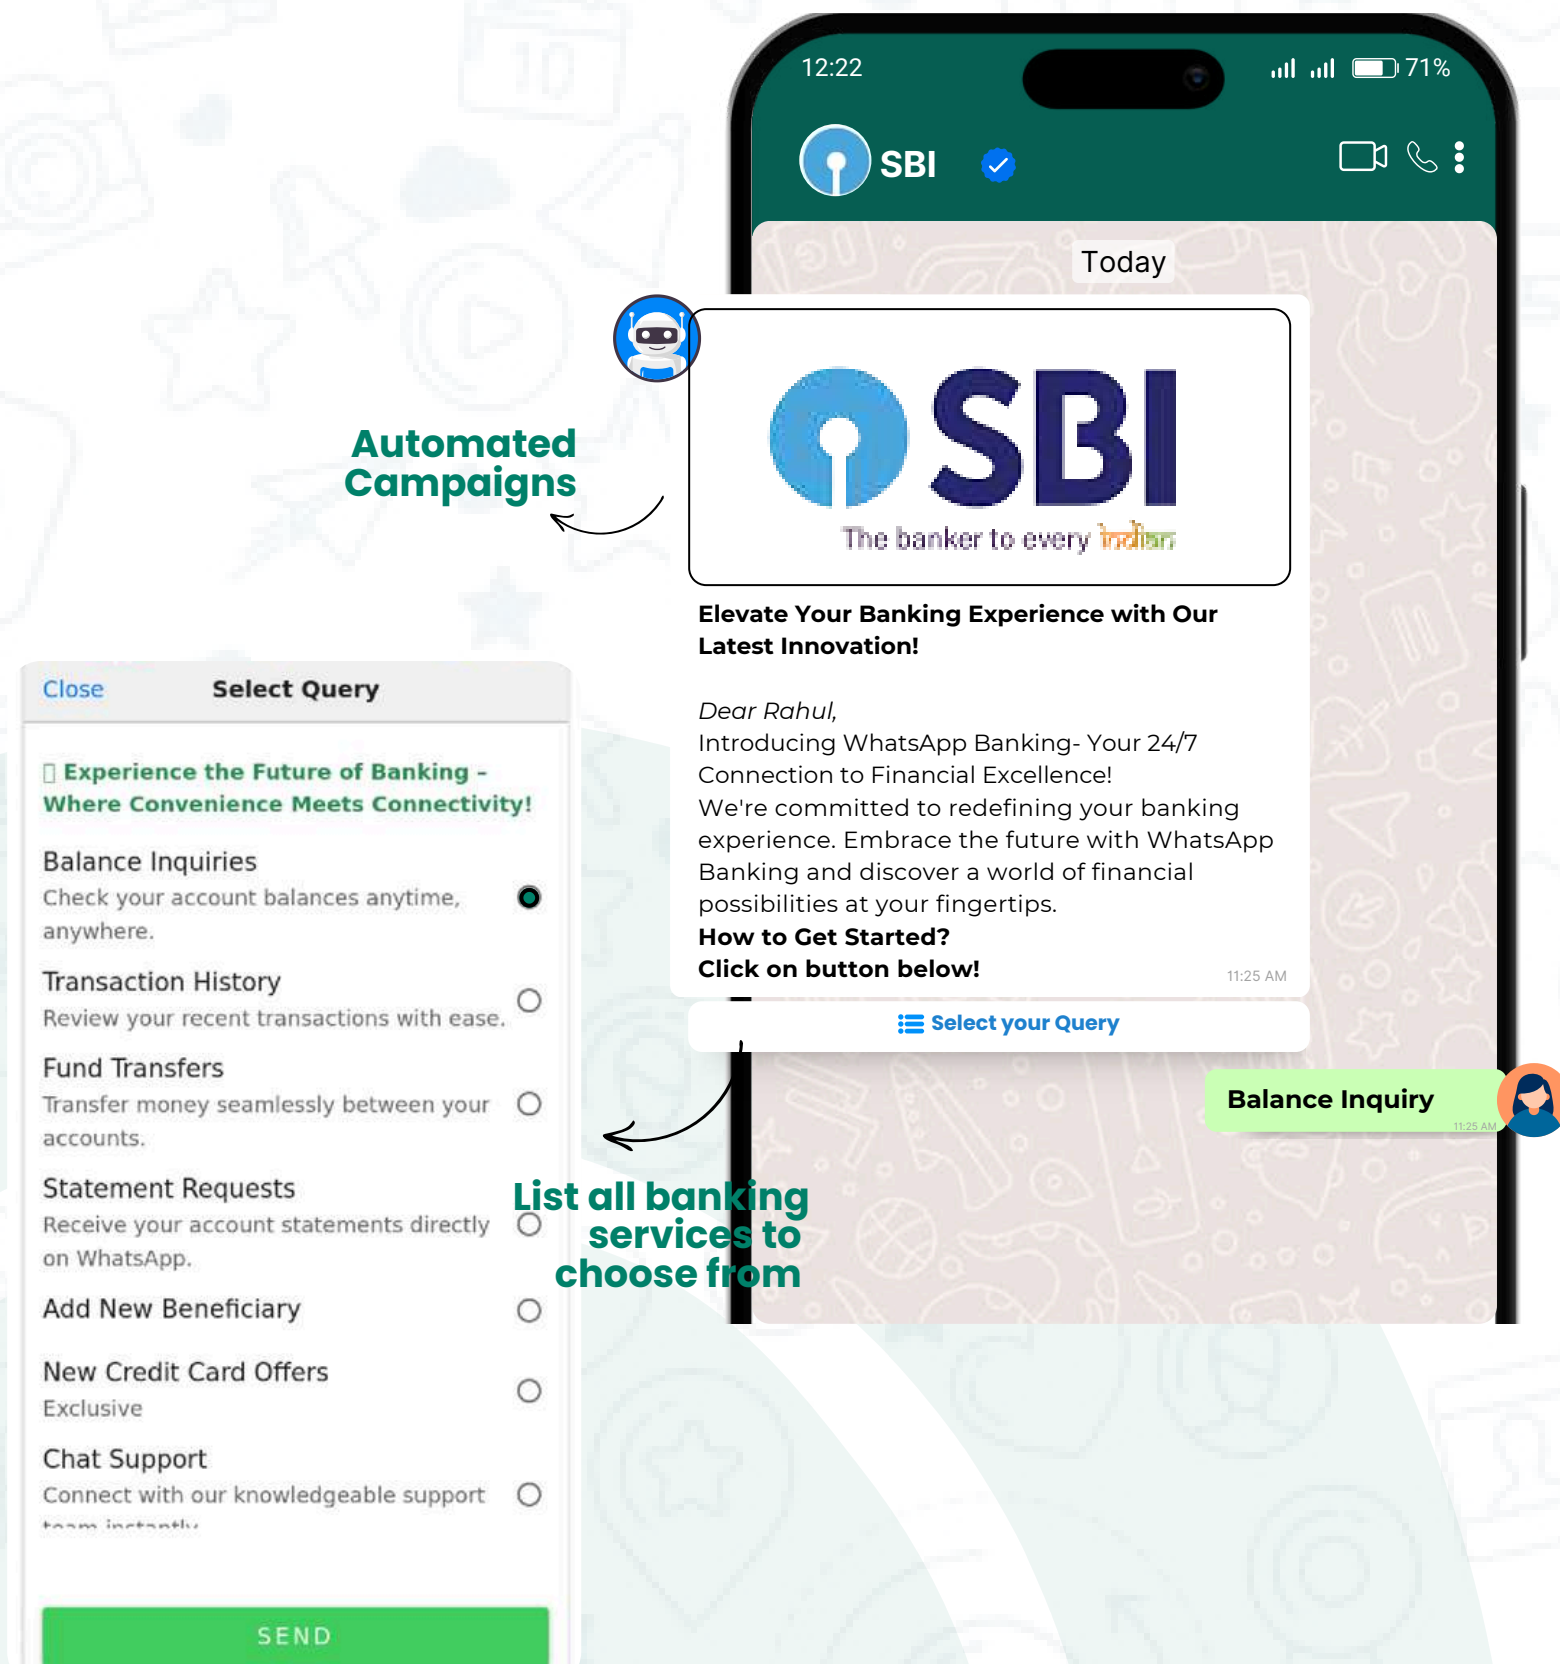 12:22
71%
SBI
Today
SBI
The banker to every Indian
Automated
Campaigns
Elevate Your Banking Experience with Our
Latest Innovation!
Dear Rahul,
Introducing WhatsApp Banking- Your 24/7
Connection to Financial Excellence!
We're committed to redefining your banking
experience. Embrace the future with WhatsApp
Banking and discover a world of financial
possibilities at your fingertips.
How to Get Started?
Click on button below!
11:25 AM
Select your Query
Balance Inquiry
11:25 AM
List all banking
services to
choose from
Close
Select Query
Experience the Future of Banking –
Where Convenience Meets Connectivity!
Balance Inquiries
Check your account balances anytime,
anywhere.
Transaction History
Review your recent transactions with ease.
Fund Transfers
Transfer money seamlessly between your
accounts.
Statement Requests
Receive your account statements directly
on WhatsApp.
Add New Beneficiary
New Credit Card Offers
Exclusive
Chat Support
Connect with our knowledgeable support
team instantly
SEND
10